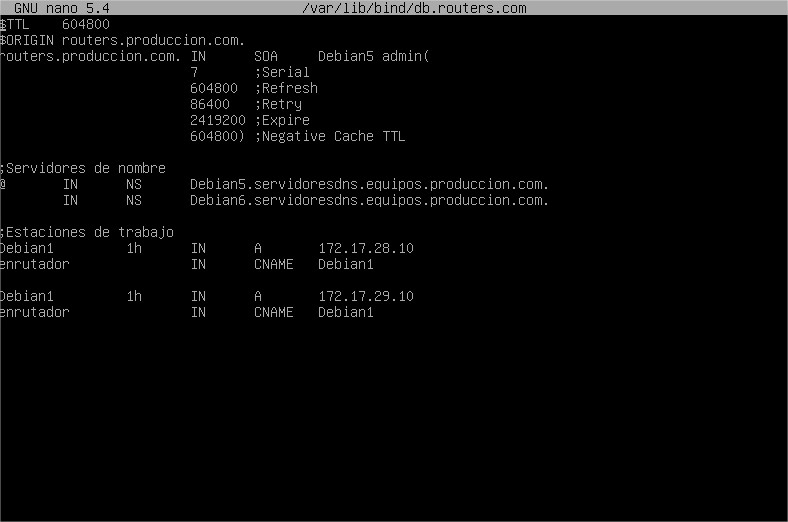 GNU nano 5.4 /var/lib/bind/db.routers.com
$TTL 604800
$ORIGIN routers.produccion.com.
routers.produccion.com. IN SOA Debian5 admin(
7 ;Serial
604800 ;Refresh
86400 ;Retry
2419200 ;Expire
604800) ;Negative Cache TTL
;Servidores de nombre
@ IN NS Debian5.servidoresdns.equipos.produccion.com.
IN NS Debian6.servidoresdns.equipos.produccion.com.
;Estaciones de trabajo
Debian1 1h IN A 172.17.28.10
enrutador IN CNAME Debian1
Debian1 1h IN A 172.17.29.10
enrutador IN CNAME Debian1